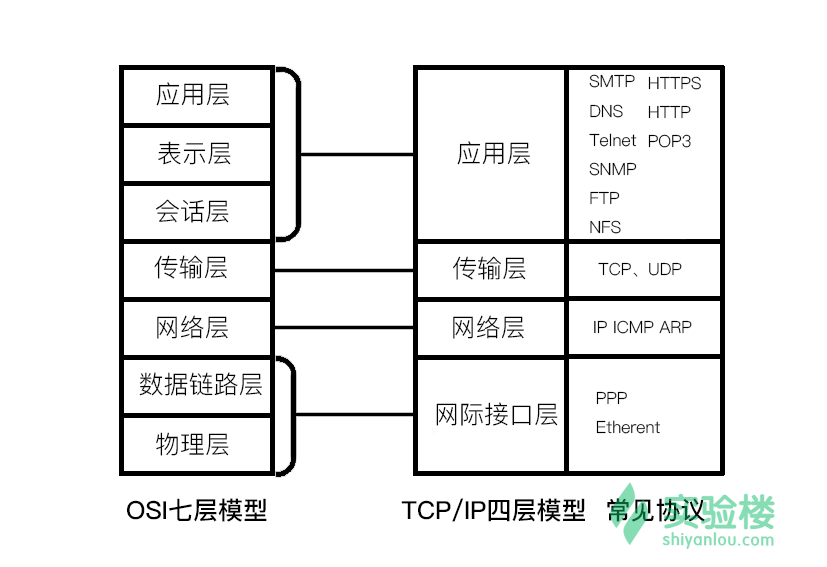 应用层
表示层
会话层
传输层
网络层
数据链路层
物理层
OSI七层模型
应用层
传输层
网络层
网际接口层
TCP/IP四层模型
SMTP HTTPS
DNS HTTP
Telnet POP3
SNMP
FTP
NFS
TCP、UDP
IP ICMP ARP
PPP
Etherent
常见协议
实验楼
shiyanlou.com